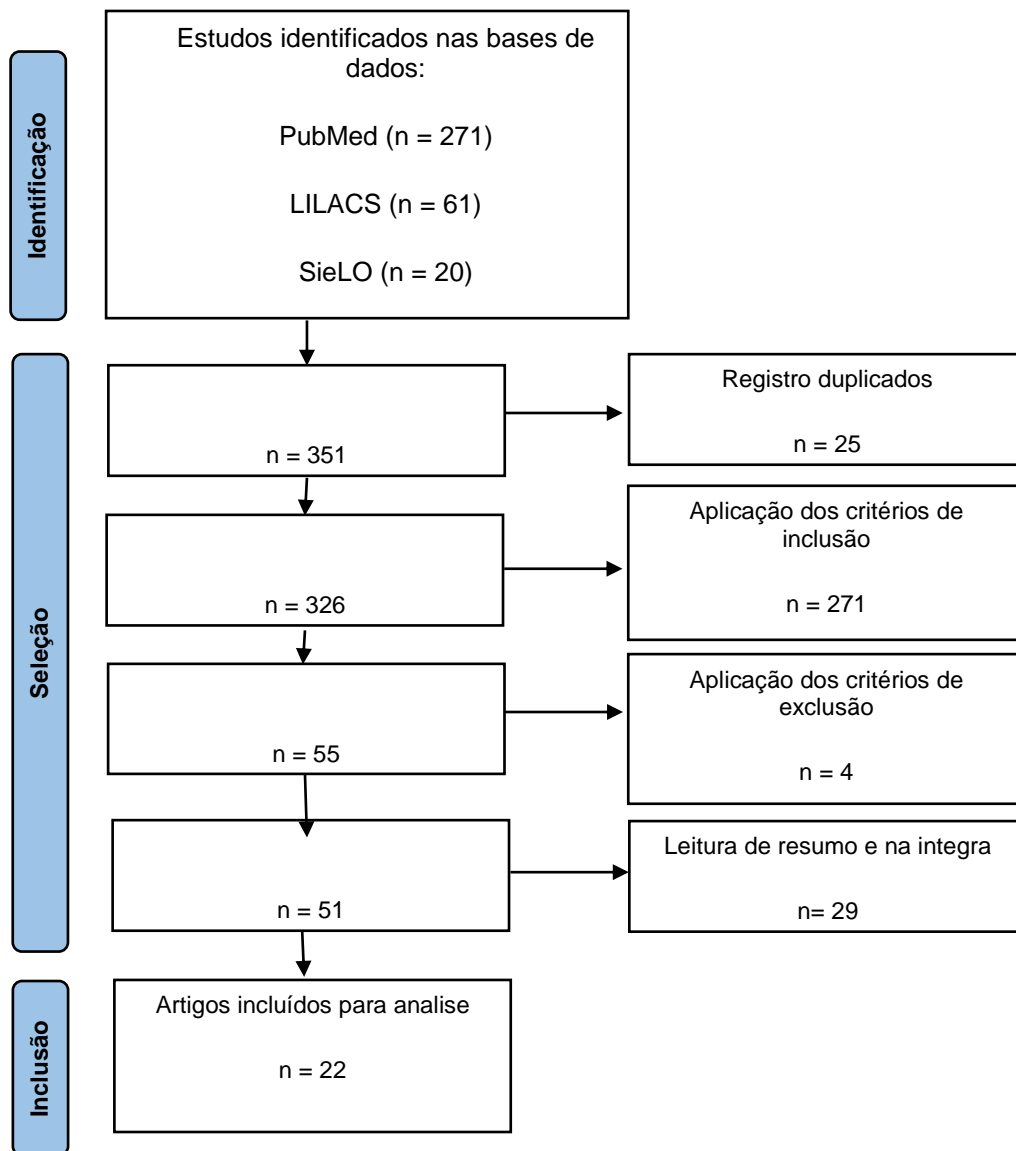 Identificação
Estudos identificados nas bases de
dados:
PubMed (n = 271)
LILACS (n = 61)
SieLO (n = 20)
Seleção
n = 351
Registro duplicados
n = 25
n = 326
Aplicação dos critérios de
inclusão
n = 271
n = 55
Aplicação dos critérios de
exclusão
n = 4
n = 51
Leitura de resumo e na integra
n= 29
Inclusão
Artigos incluídos para analise
n = 22